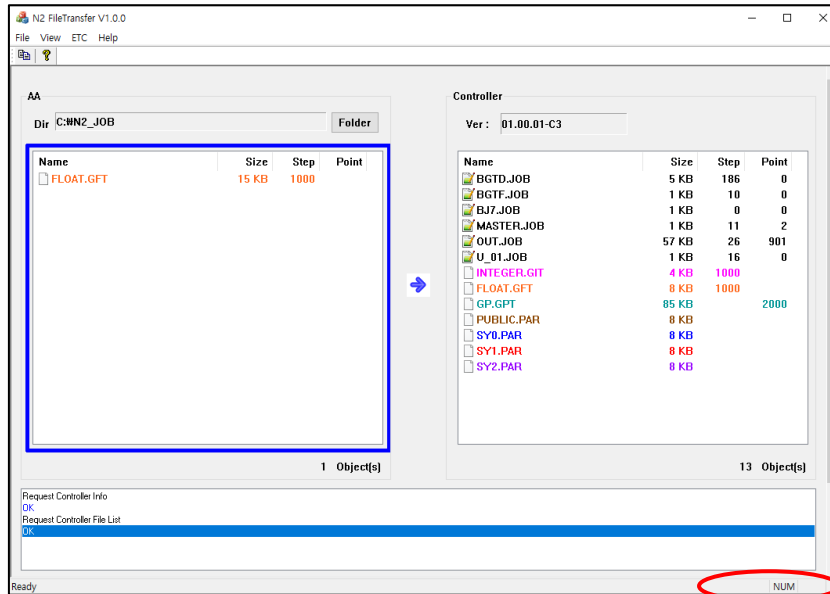 N2 FileTransfer V1.0.0
File View ETC Help
AA
Dir C:₩N2_JOB Folder
Name Size Step Point
FLOAT.GFT 15 KB 1000
1 Object(s)
Controller
Ver : 01.00.01-C3
Name Size Step Point
BGTD.JOB 5 KB 186 0
BGTF.JOB 1 KB 10 0
BJ7.JOB 1 KB 0 0
MASTER.JOB 1 KB 11 2
OUT.JOB 57 KB 26 901
U_01.JOB 1 KB 16 0
INTEGER.GIT 4 KB 1000
FLOAT.GFT 8 KB 1000
GP.GPT 85 KB 2000
PUBLIC.PAR 8 KB
SY0.PAR 8 KB
SY1.PAR 8 KB
SY2.PAR 8 KB
13 Object(s)
Request Controller Info
OK
Request Controller File List
OK
Ready NUM